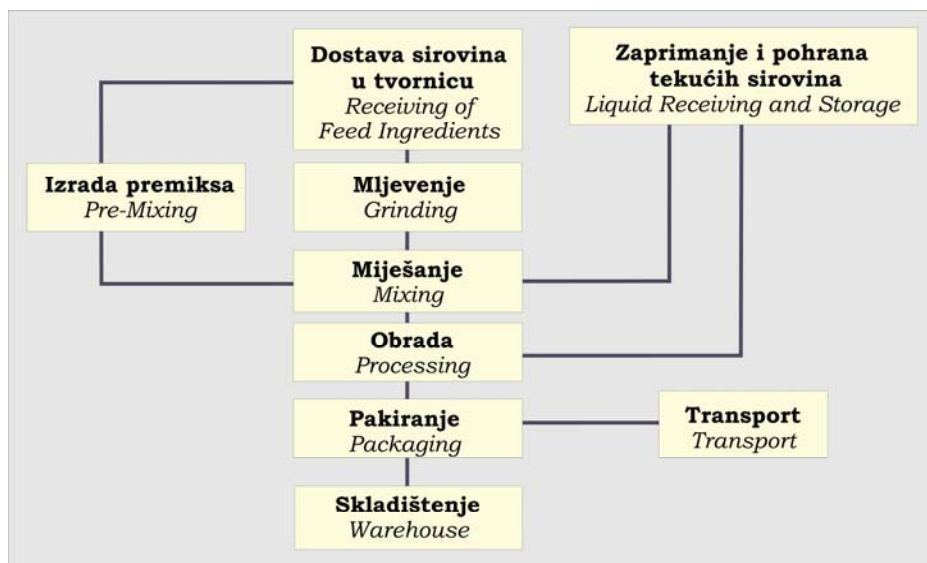 Dostava sirovina
u tvornicu
Receiving of
Feed Ingredients
Zaprimanje i pohrana
tekućih sirovina
Liquid Receiving and Storage
Izrada premiksa
Pre-Mixing
Mljevenje
Grinding
Miješanje
Mixing
Obrada
Processing
Pakiranje
Packaging
Transport
Transport
Skladištenje
Warehouse